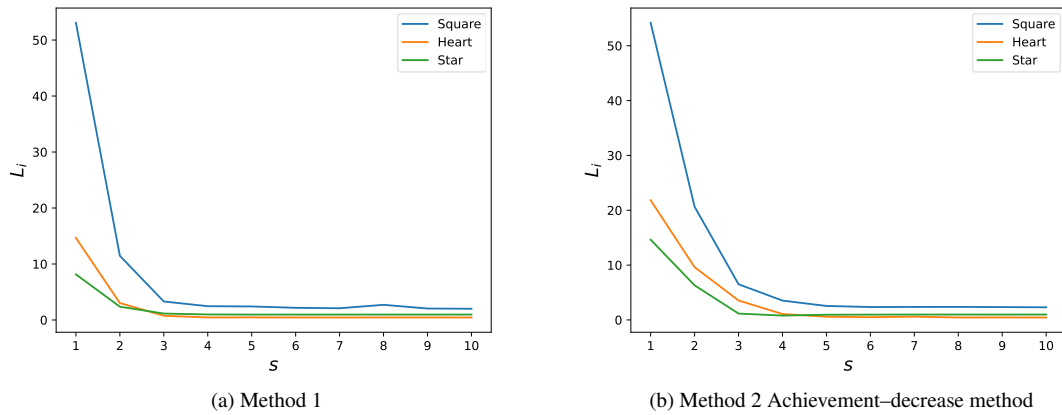 50
40
30
20
10
0
L_i
1 2 3 4 5 6 7 8 9 10
s
Square
Heart
Star
(a) Method 1
50
40
30
20
10
0
L_i
1 2 3 4 5 6 7 8 9 10
s
Square
Heart
Star
(b) Method 2 Achievement–decrease method